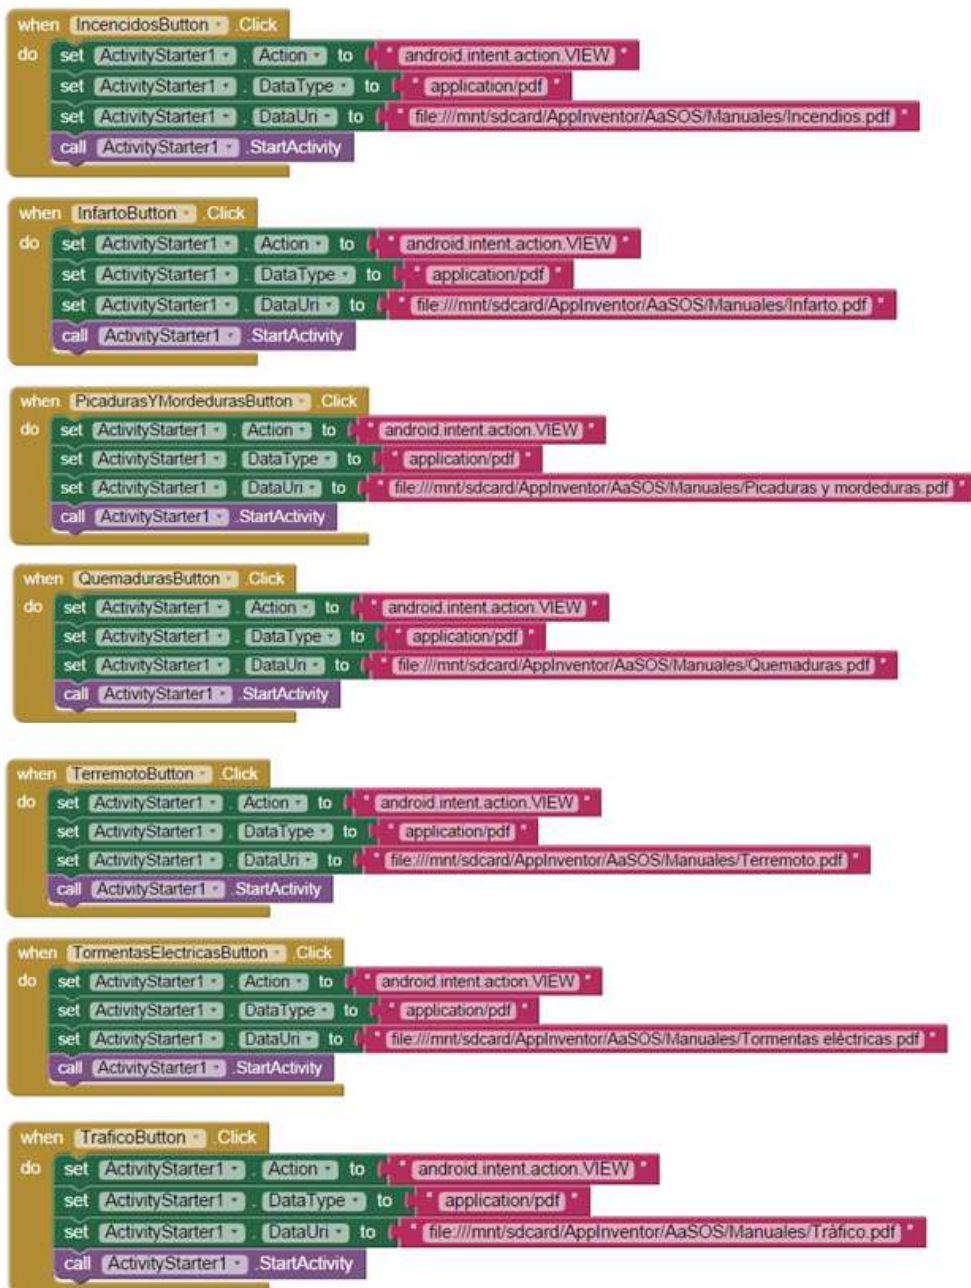 when IncencidosButton .Click
do set ActivityStarter1 . Action to " android.intent.action.VIEW "
set ActivityStarter1 . DataType to " application/pdf "
set ActivityStarter1 . DataUri to " file:///mnt/sdcard/AppInventor/AaSOS/Manuales/Incendios.pdf "
call ActivityStarter1 .StartActivity
when InfartoButton .Click
do set ActivityStarter1 . Action to " android.intent.action.VIEW "
set ActivityStarter1 . DataType to " application/pdf "
set ActivityStarter1 . DataUri to " file:///mnt/sdcard/AppInventor/AaSOS/Manuales/Infarto.pdf "
call ActivityStarter1 .StartActivity
when PicadurasYMordedurasButton .Click
do set ActivityStarter1 . Action to " android.intent.action.VIEW "
set ActivityStarter1 . DataType to " application/pdf "
set ActivityStarter1 . DataUri to " file:///mnt/sdcard/AppInventor/AaSOS/Manuales/Picaduras y mordeduras.pdf "
call ActivityStarter1 .StartActivity
when QuemadurasButton .Click
do set ActivityStarter1 . Action to " android.intent.action.VIEW "
set ActivityStarter1 . DataType to " application/pdf "
set ActivityStarter1 . DataUri to " file:///mnt/sdcard/AppInventor/AaSOS/Manuales/Quemaduras.pdf "
call ActivityStarter1 .StartActivity
when TerremotoButton .Click
do set ActivityStarter1 . Action to " android.intent.action.VIEW "
set ActivityStarter1 . DataType to " application/pdf "
set ActivityStarter1 . DataUri to " file:///mnt/sdcard/AppInventor/AaSOS/Manuales/Terremoto.pdf "
call ActivityStarter1 .StartActivity
when TormentasElectricasButton .Click
do set ActivityStarter1 . Action to " android.intent.action.VIEW "
set ActivityStarter1 . DataType to " application/pdf "
set ActivityStarter1 . DataUri to " file:///mnt/sdcard/AppInventor/AaSOS/Manuales/Tormentas eléctricas.pdf "
call ActivityStarter1 .StartActivity
when TraficoButton .Click
do set ActivityStarter1 . Action to " android.intent.action.VIEW "
set ActivityStarter1 . DataType to " application/pdf "
set ActivityStarter1 . DataUri to " file:///mnt/sdcard/AppInventor/AaSOS/Manuales/Tráfico.pdf "
call ActivityStarter1 .StartActivity